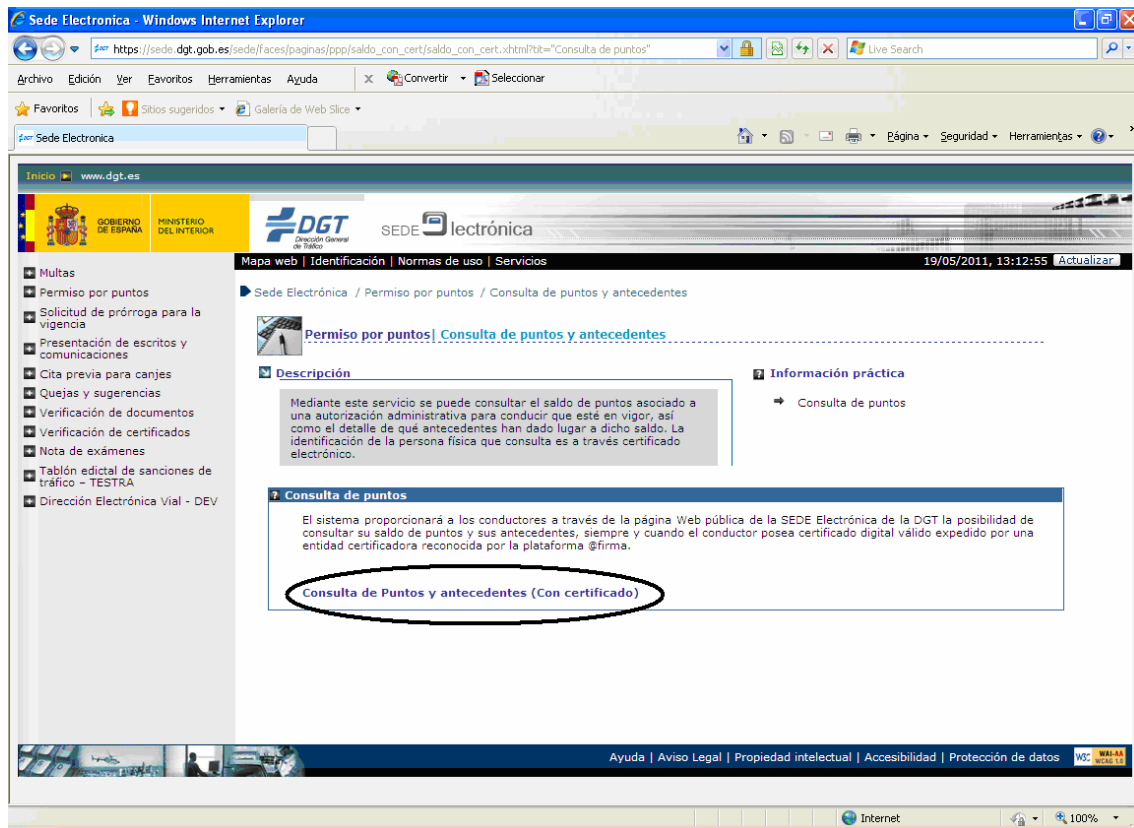 Sede Electronica - Windows Internet Explorer
https://sede.dgt.gob.es/sede/faces/paginas/ppp/saldo_con_cert/saldo_con_cert.xhtml?tit="Consulta de puntos"
Live Search
Archivo Edición Ver Favoritos Herramientas Ayuda x Convertir Seleccionar
Favoritos Sitios sugeridos Galería de Web Slice
Sede Electronica
Página Seguridad Herramientas
Inicio www.dgt.es
GOBIERNO DE ESPAÑA
MINISTERIO DEL INTERIOR
DGT
Dirección General
de Tráfico
SEDE lectrónica
Mapa web | Identificación | Normas de uso | Servicios
19/05/2011, 13:12:55 Actualizar
Multas
Permiso por puntos
Solicitud de prórroga para la
vigencia
Presentación de escritos y
comunicaciones
Cita previa para canjes
Quejas y sugerencias
Verificación de documentos
Verificación de certificados
Nota de exámenes
Tablón edictal de sanciones de
tráfico – TESTRA
Dirección Electrónica Vial - DEV
Sede Electrónica / Permiso por puntos / Consulta de puntos y antecedentes
Permiso por puntos| Consulta de puntos y antecedentes
Descripción
Mediante este servicio se puede consultar el saldo de puntos asociado a
una autorización administrativa para conducir que esté en vigor, así
como el detalle de qué antecedentes han dado lugar a dicho saldo. La
identificación de la persona física que consulta es a través certificado
electrónico.
Información práctica
Consulta de puntos
Consulta de puntos
El sistema proporcionará a los conductores a través de la página Web pública de la SEDE Electrónica de la DGT la posibilidad de
consultar su saldo de puntos y sus antecedentes, siempre y cuando el conductor posea certificado digital válido expedido por una
entidad certificadora reconocida por la plataforma @firma.
Consulta de Puntos y antecedentes (Con certificado)
Ayuda | Aviso Legal | Propiedad intelectual | Accesibilidad | Protección de datos
W3C WAI-AA
WCAG 1.0
Internet
100%